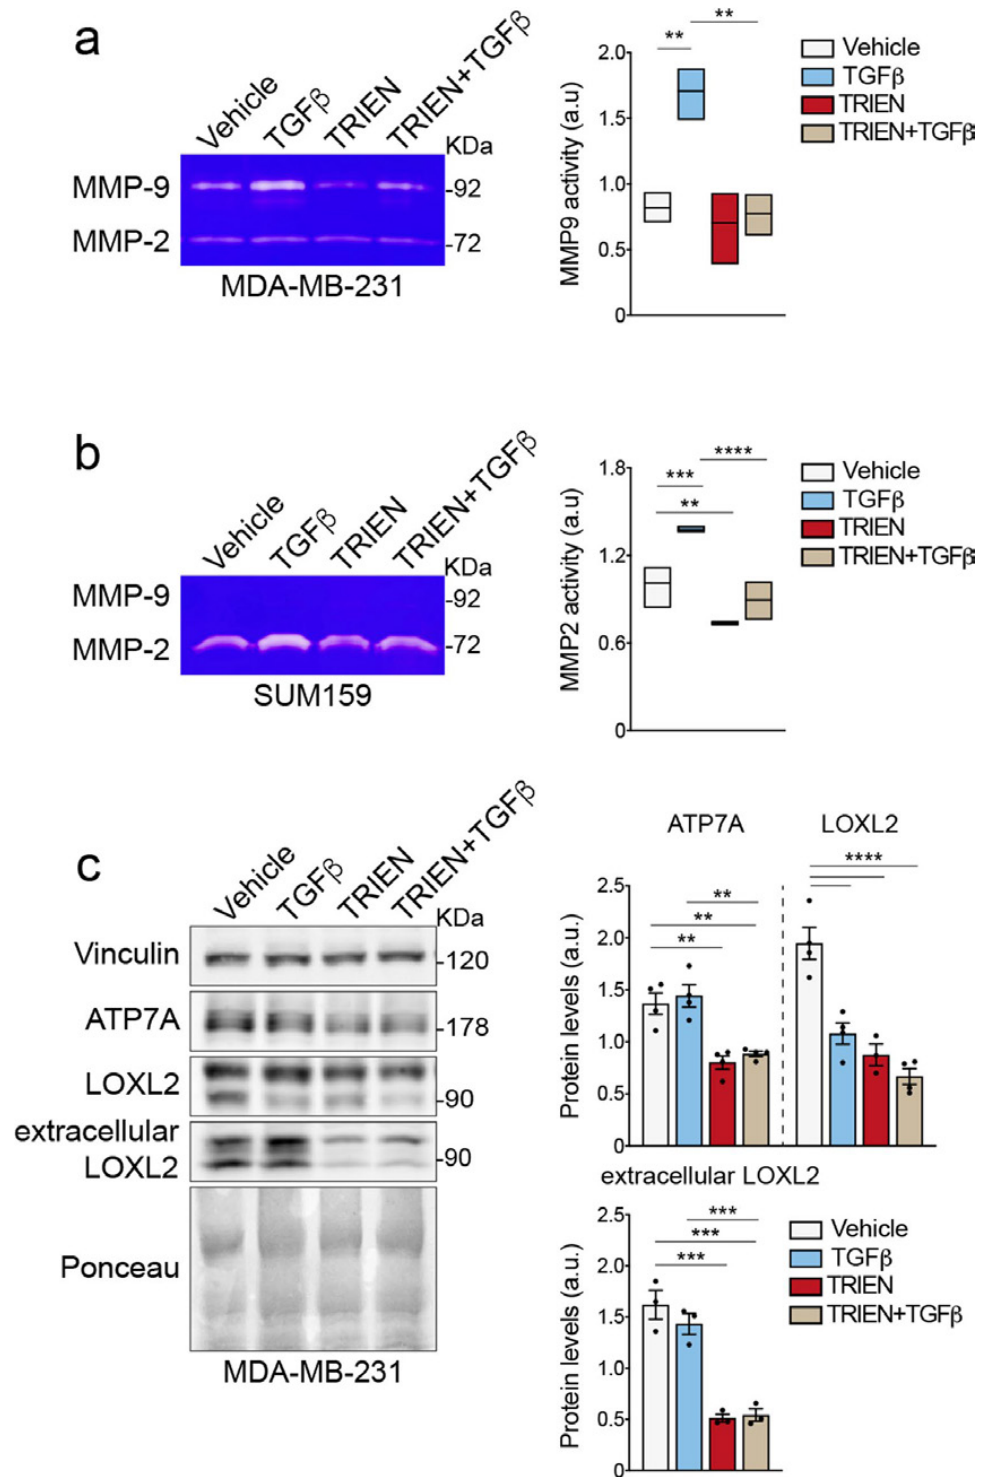 a
Vehicle
TGFβ
TRIEN
TRIEN+TGFβ
KDa
MMP-9
-92
MMP-2
-72
MDA-MB-231
** **
2.0
1.5
1.0
0.5
0
MMP9 activity (a.u)
Vehicle
TGFβ
TRIEN
TRIEN+TGFβ
b
Vehicle
TGFβ
TRIEN
TRIEN+TGFβ
KDa
MMP-9
-92
MMP-2
-72
SUM159
****
***
**
1.8
1.2
0.6
0
MMP2 activity (a.u)
Vehicle
TGFβ
TRIEN
TRIEN+TGFβ
c
Vehicle
TGFβ
TRIEN
TRIEN+TGFβ
KDa
Vinculin
-120
ATP7A
-178
LOXL2
-90
extracellular
LOXL2
-90
Ponceau
MDA-MB-231
ATP7A LOXL2
****
**
**
**
2.5
2.0
1.5
1.0
0.5
0
Protein levels (a.u.)
extracellular LOXL2
***
***
***
2.5
2.0
1.5
1.0
0.5
0
Protein levels (a.u.)
Vehicle
TGFβ
TRIEN
TRIEN+TGFβ